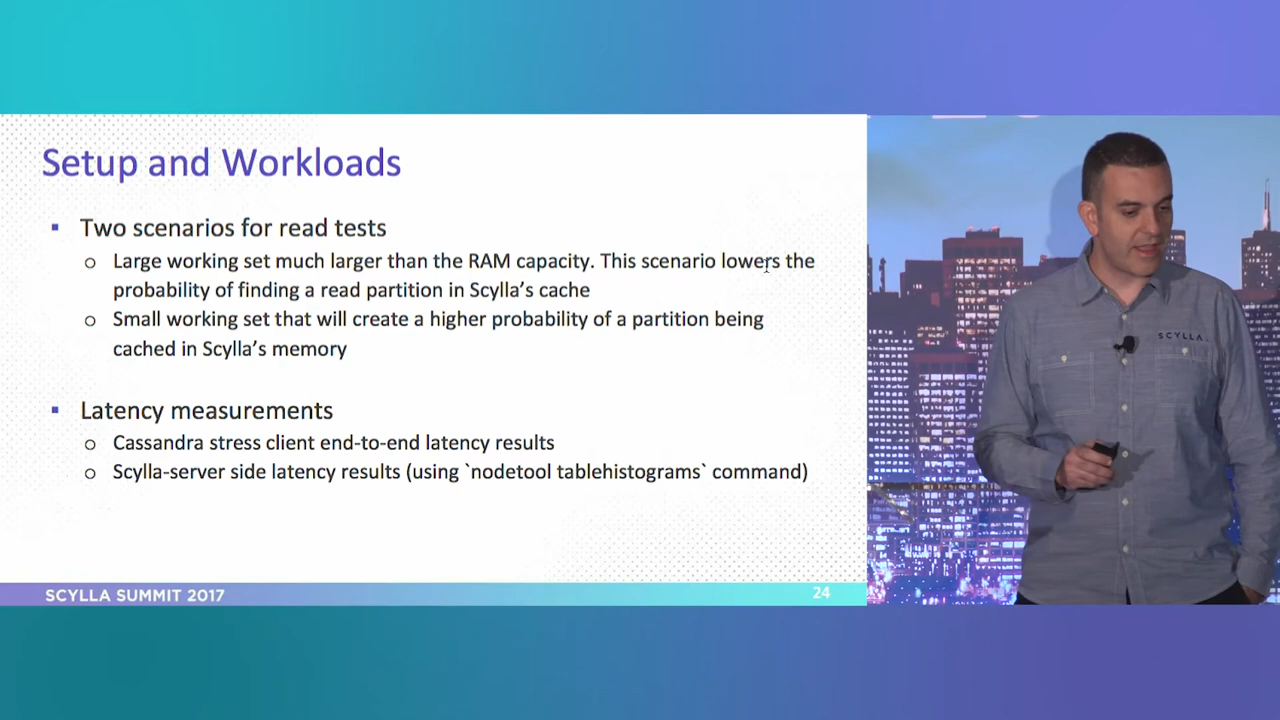 Setup and Workloads
▪ Two scenarios for read tests
o Large working set much larger than the RAM capacity. This scenario lowers the
probability of finding a read partition in Scylla's cache
o Small working set that will create a higher probability of a partition being
cached in Scylla's memory
▪ Latency measurements
o Cassandra stress client end-to-end latency results
o Scylla-server side latency results (using `nodetool tablehistograms` command)
SCYLLA SUMMIT 2017
24
SCYLLA.